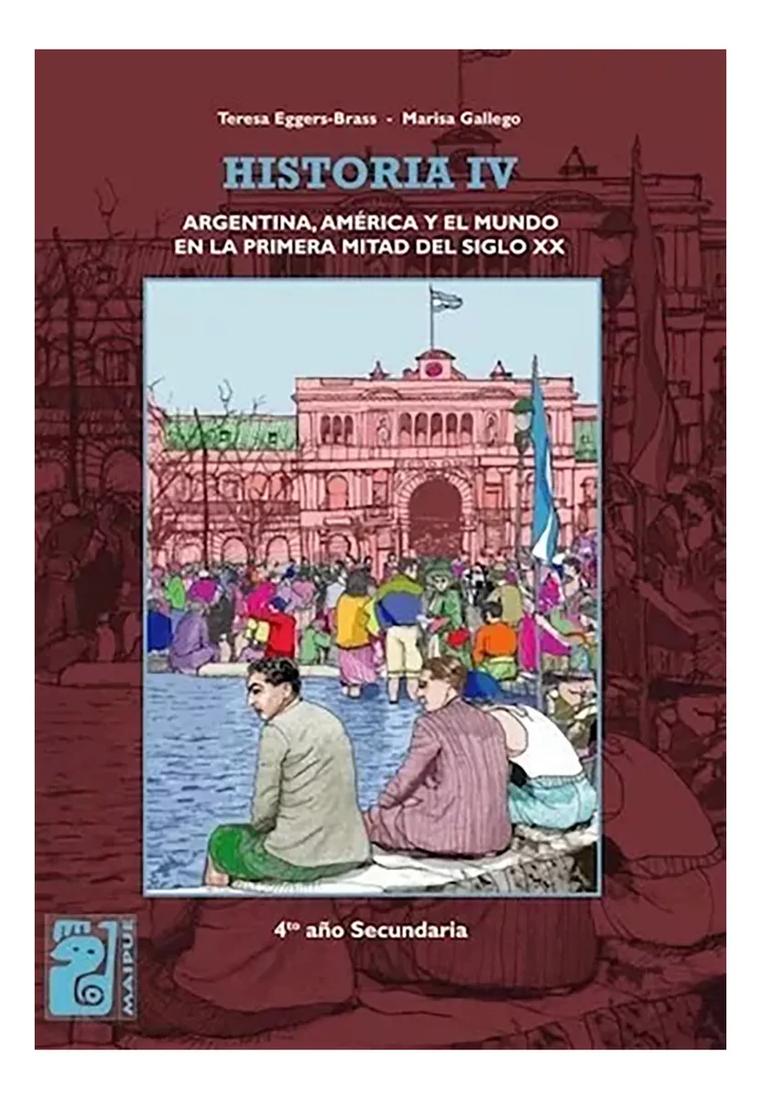 Teresa Eggers-Brass - Marisa Gallego
HISTORIA IV
ARGENTINA, AMÉRICA Y EL MUNDO
EN LA PRIMERA MITAD DEL SIGLO XX
4to año Secundaria
MAIPUE